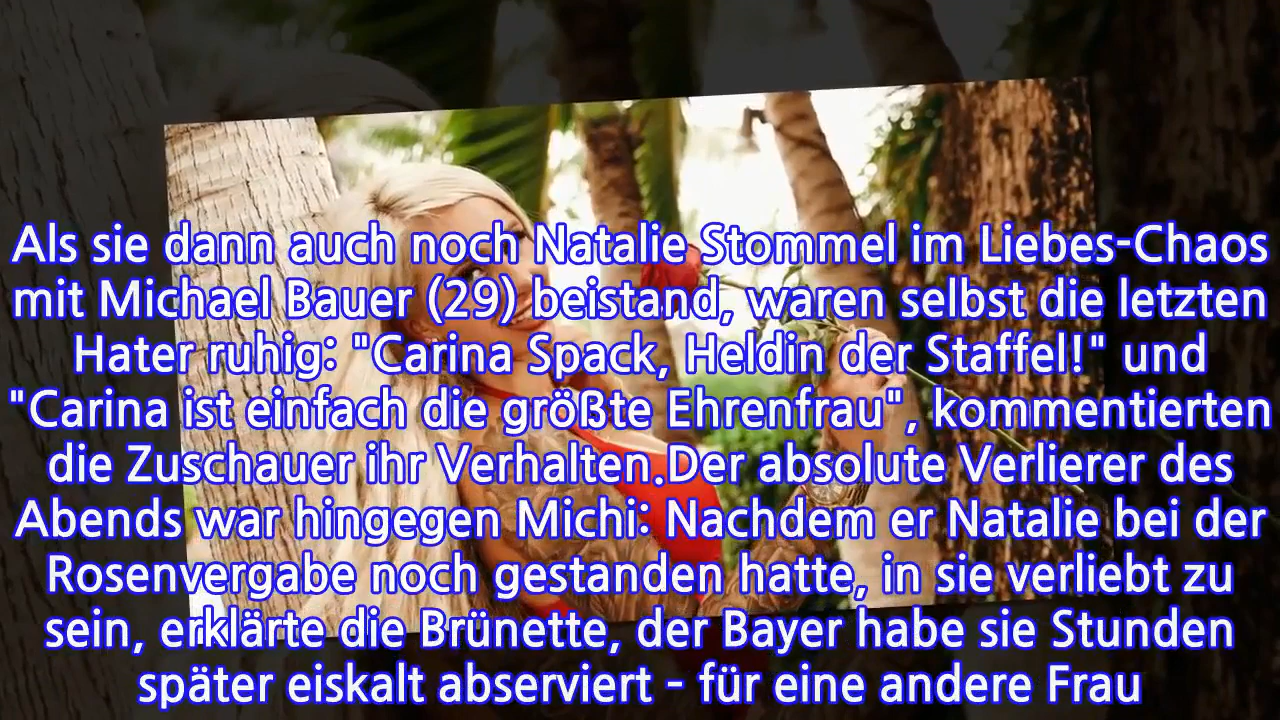 Als sie dann auch noch Natalie Stommel im Liebes-Chaos
mit Michael Bauer (29) beistand, waren selbst die letzten
Hater ruhig: "Carina Spack, Heldin der Staffel!" und
"Carina ist einfach die größte Ehrenfrau", kommentierten
die Zuschauer ihr Verhalten.Der absolute Verlierer des
Abends war hingegen Michi: Nachdem er Natalie bei der
Rosenvergabe noch gestanden hatte, in sie verliebt zu
sein, erklärte die Brünette, der Bayer habe sie Stunden
später eiskalt abserviert - für eine andere Frau